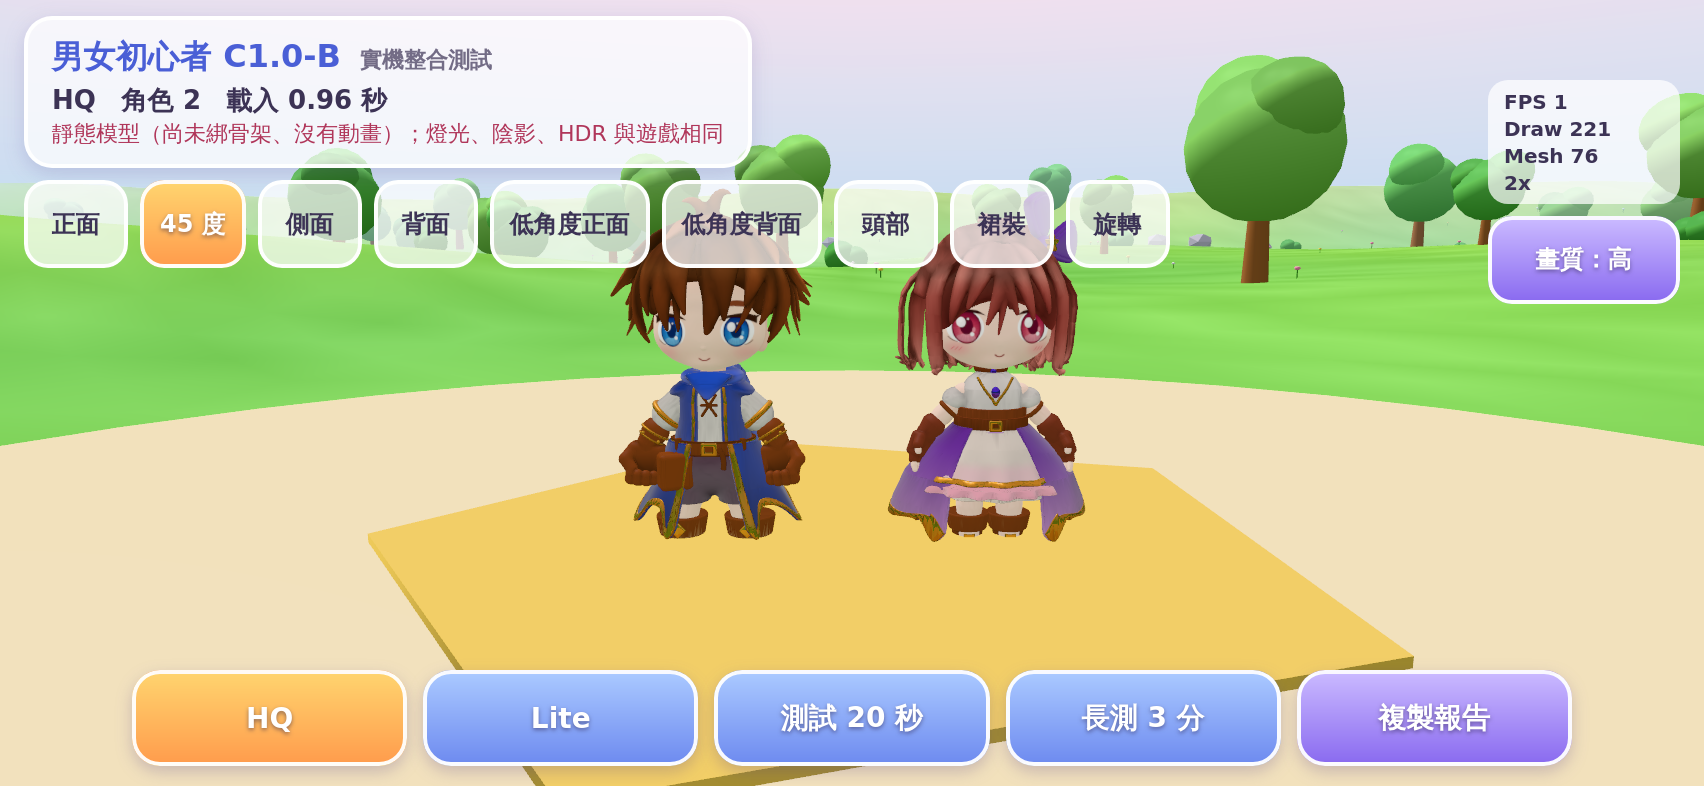 男女初心者 C1.0-B 實機整合測試
HQ 角色 2 載入 0.96 秒
靜態模型（尚未綁骨架、沒有動畫）；燈光、陰影、HDR 與遊戲相同
FPS 1
Draw 221
Mesh 76
2x
正面
45 度
側面
背面
低角度正面
低角度背面
頭部
裙裝
旋轉
畫質：高
HQ
Lite
測試 20 秒
長測 3 分
複製報告